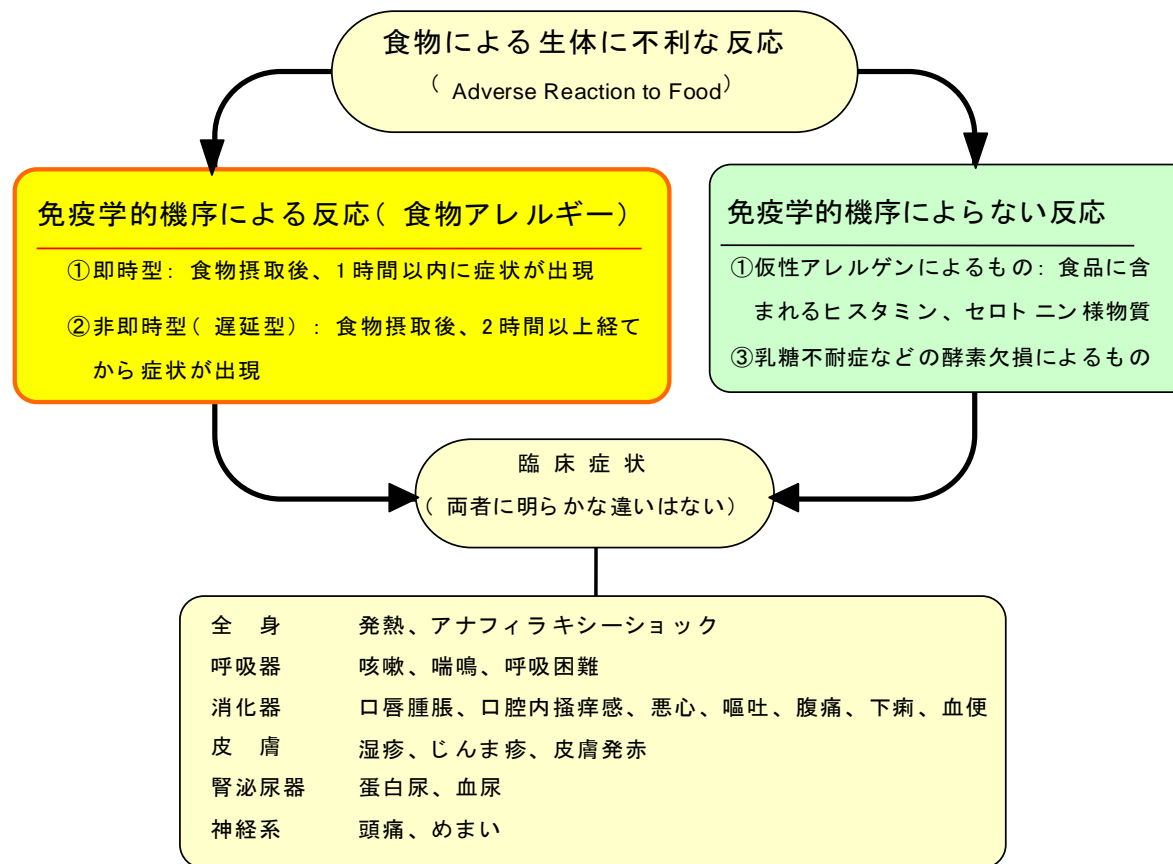 食物による生体に不利な反応
( Adverse Reaction to Food)
免疫学的機序による反応( 食物アレルギー)
①即時型: 食物摂取後、1時間以内に症状が出現
②非即時型( 遅延型) : 食物摂取後、2時間以上経て
から症状が出現
免疫学的機序によらない反応
①仮性アレルゲンによるもの: 食品に含
まれるヒスタミン、セロトニン様物質
③乳糖不耐症などの酵素欠損によるもの
臨床症状
( 両者に明らかな違いはない)
全 身 発熱、アナフィラキシーショック
呼吸器 咳嗽、喘鳴、呼吸困難
消化器 口唇腫脹、口腔内掻痒感、悪心、嘔吐、腹痛、下痢、血便
皮 膚 湿疹、じんま疹、皮膚発赤
腎泌尿器 蛋白尿、血尿
神経系 頭痛、めまい